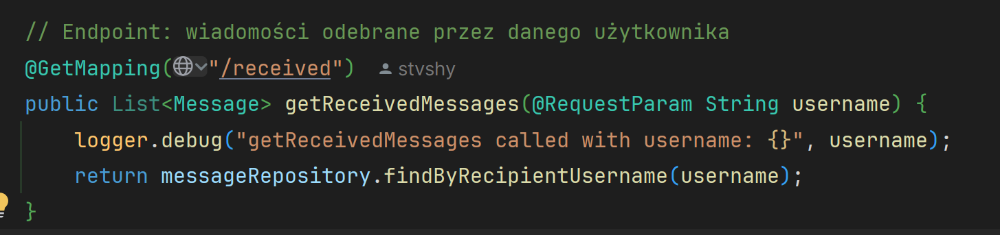 // Endpoint: wiadomości odebrane przez danego użytkownika
@GetMapping("/received") stvshy
public List<Message> getReceivedMessages(@RequestParam String username) {
logger.debug("getReceivedMessages called with username: {}", username);
return messageRepository.findByRecipientUsername(username);
}